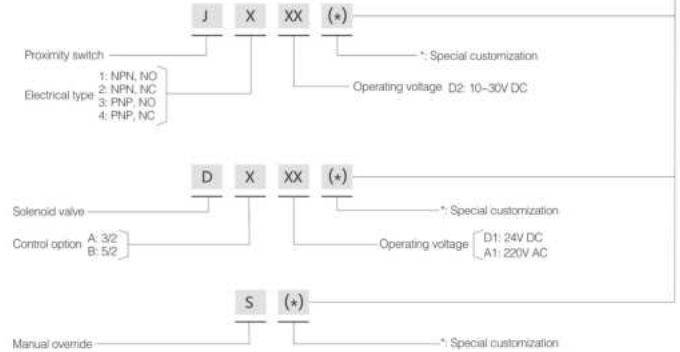 J X XX (*)
Proximity switch
*: Special customization
Electrical type
1: NPN, NO
2: NPN, NC
3: PNP, NO
4: PNP, NC
Operating voltage D2: 10–30V DC
D X XX (*)
Solenoid valve
*: Special customization
Control option
A: 3/2
B: 5/2
Operating voltage
D1: 24V DC
A1: 220V AC
S (*)
Manual override
*: Special customization